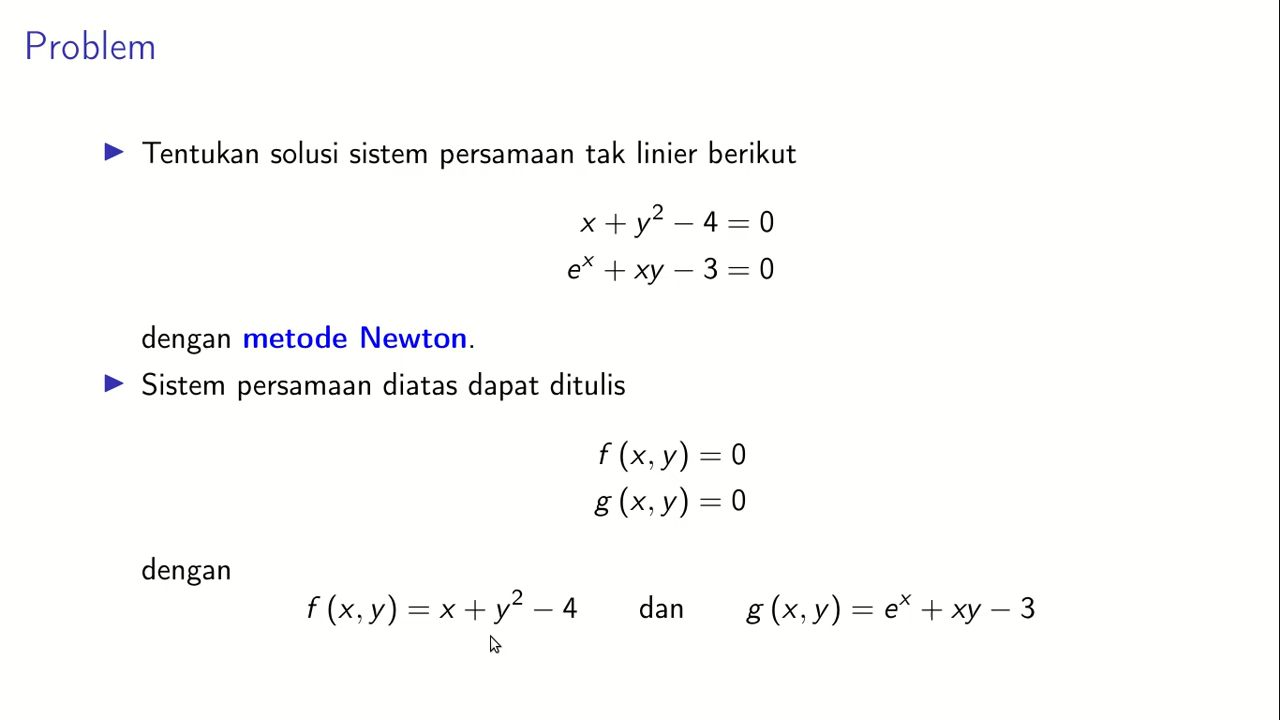 Problem
▶ Tentukan solusi sistem persamaan tak linier berikut
x + y² − 4 = 0
eˣ + xy − 3 = 0
dengan metode Newton.
▶ Sistem persamaan diatas dapat ditulis
f (x, y) = 0
g (x, y) = 0
dengan
f (x, y) = x + y² − 4 dan g (x, y) = eˣ + xy − 3